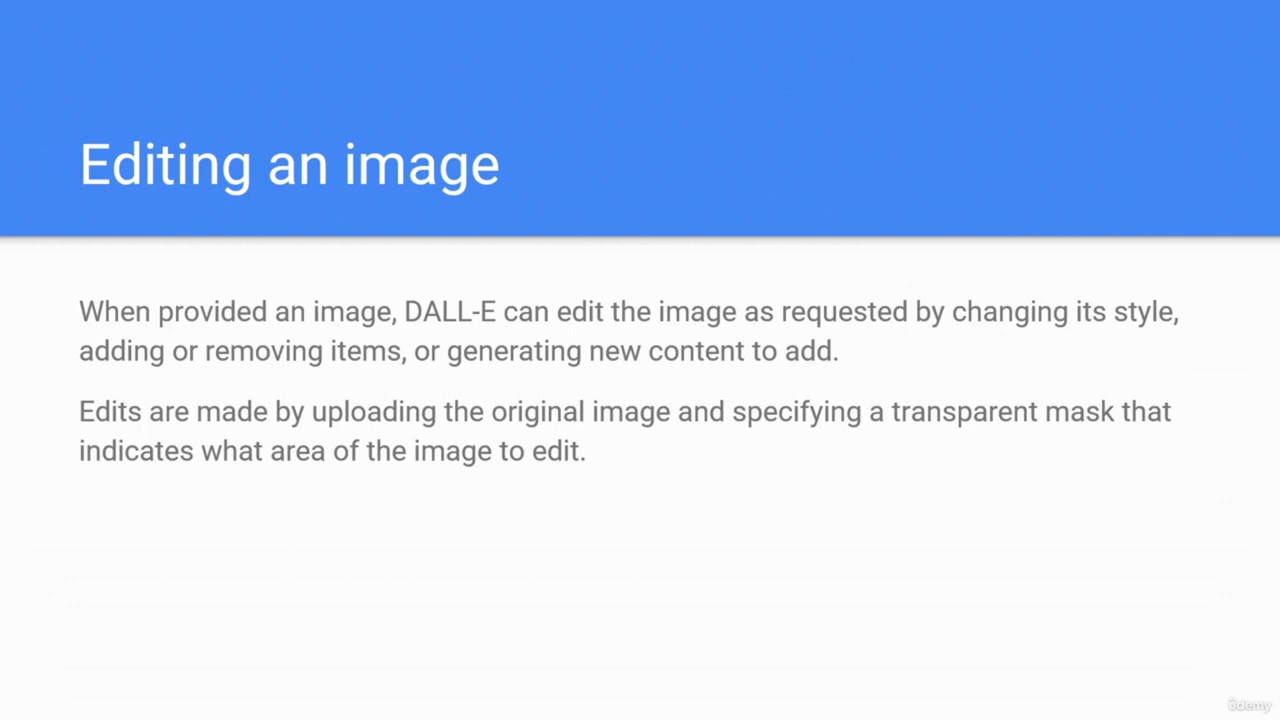 Editing an image
When provided an image, DALL-E can edit the image as requested by changing its style,
adding or removing items, or generating new content to add.
Edits are made by uploading the original image and specifying a transparent mask that
indicates what area of the image to edit.
ûdemy